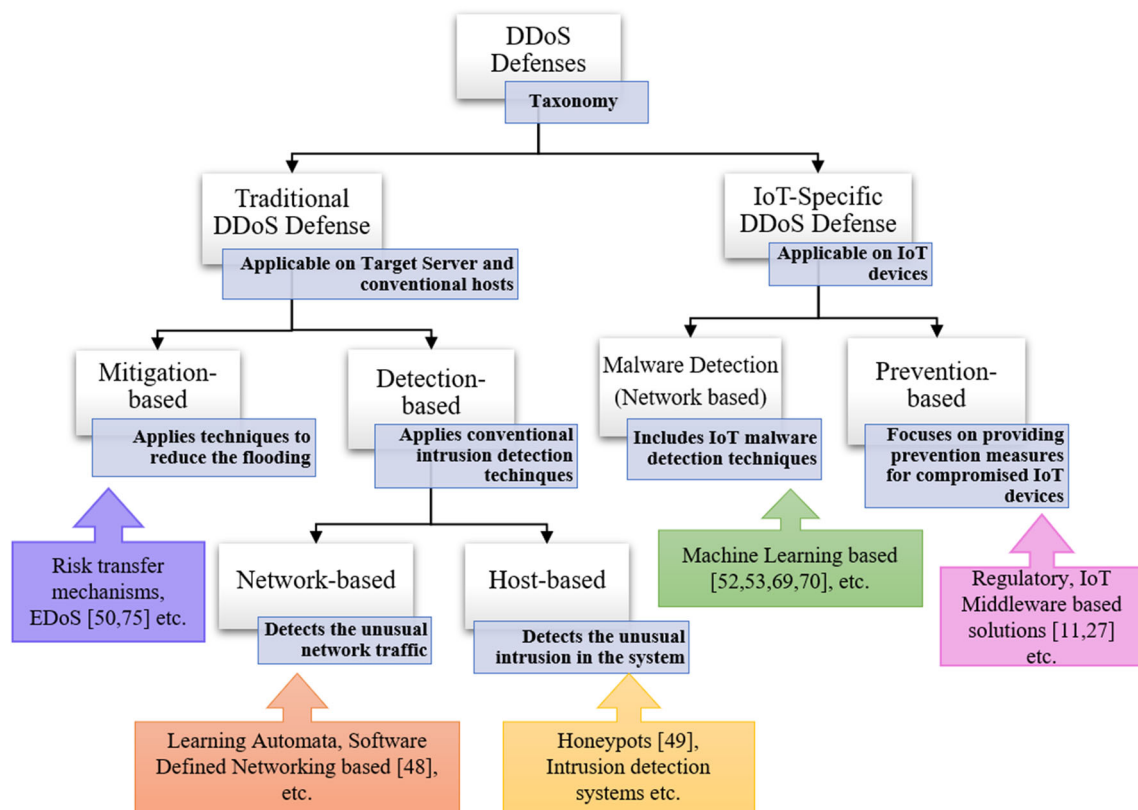 DDoS
Defenses
Taxonomy
Traditional
DDoS Defense
Applicable on Target Server and
conventional hosts
IoT-Specific
DDoS Defense
Applicable on IoT
devices
Mitigation-
based
Applies techniques to
reduce the flooding
Detection-
based
Applies conventional
intrusion detection
techinques
Malware Detection
(Network based)
Includes IoT malware
detection techniques
Prevention-
based
Focuses on providing
prevention measures
for compromised IoT
devices
Risk transfer
mechanisms,
EDoS [50,75] etc.
Network-based
Detects the unusual
network traffic
Host-based
Detects the unusual
intrusion in the system
Machine Learning based
[52,53,69,70], etc.
Regulatory, IoT
Middleware based
solutions [11,27]
etc.
Learning Automata, Software
Defined Networking based [48],
etc.
Honeypots [49],
Intrusion detection
systems etc.